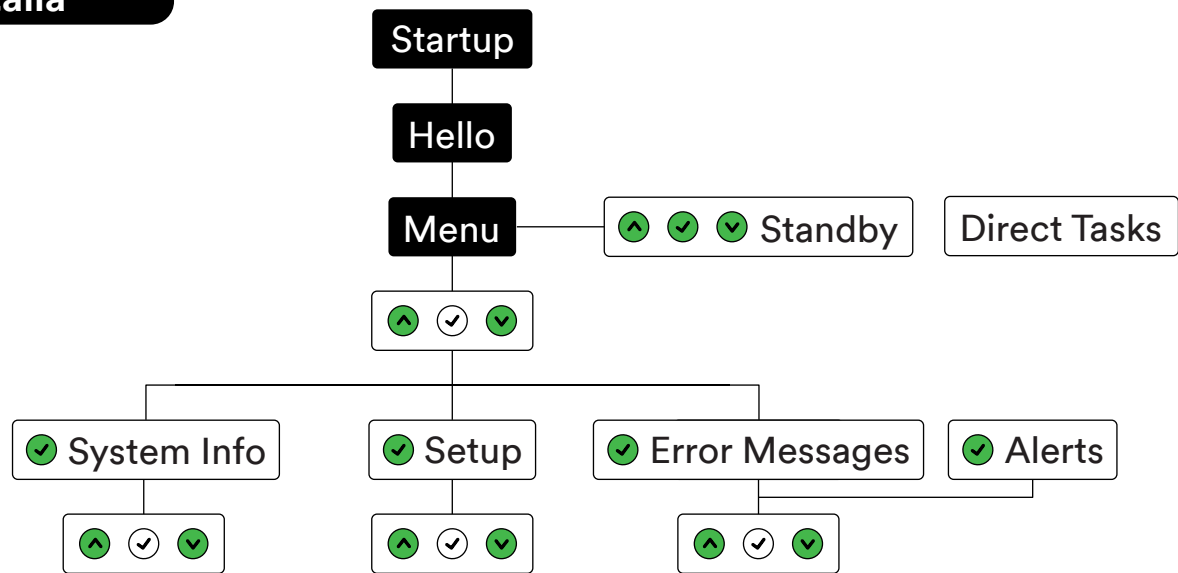 Startup
Hello
Menu
Standby
Direct Tasks
System Info
Setup
Error Messages
Alerts